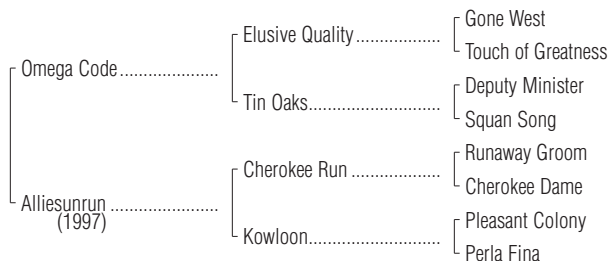 Gone West
Elusive Quality ..................
Touch of Greatness
Omega Code .....................
Deputy Minister
Tin Oaks............................
Squan Song
Runaway Groom
Cherokee Run ...................
Cherokee Dame
Alliesunrun .......................
(1997)
Pleasant Colony
Kowloon............................
Perla Fina